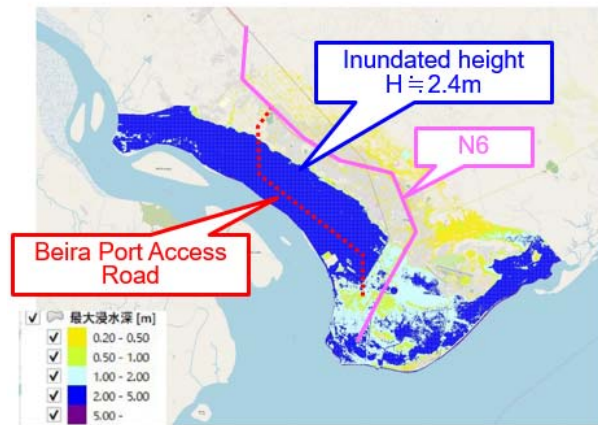 Inundated height
H≒2.4m
N6
Beira Port Access
Road
最大浸水深 [m]
0.20 - 0.50
0.50 - 1.00
1.00 - 2.00
2.00 - 5.00
5.00 -